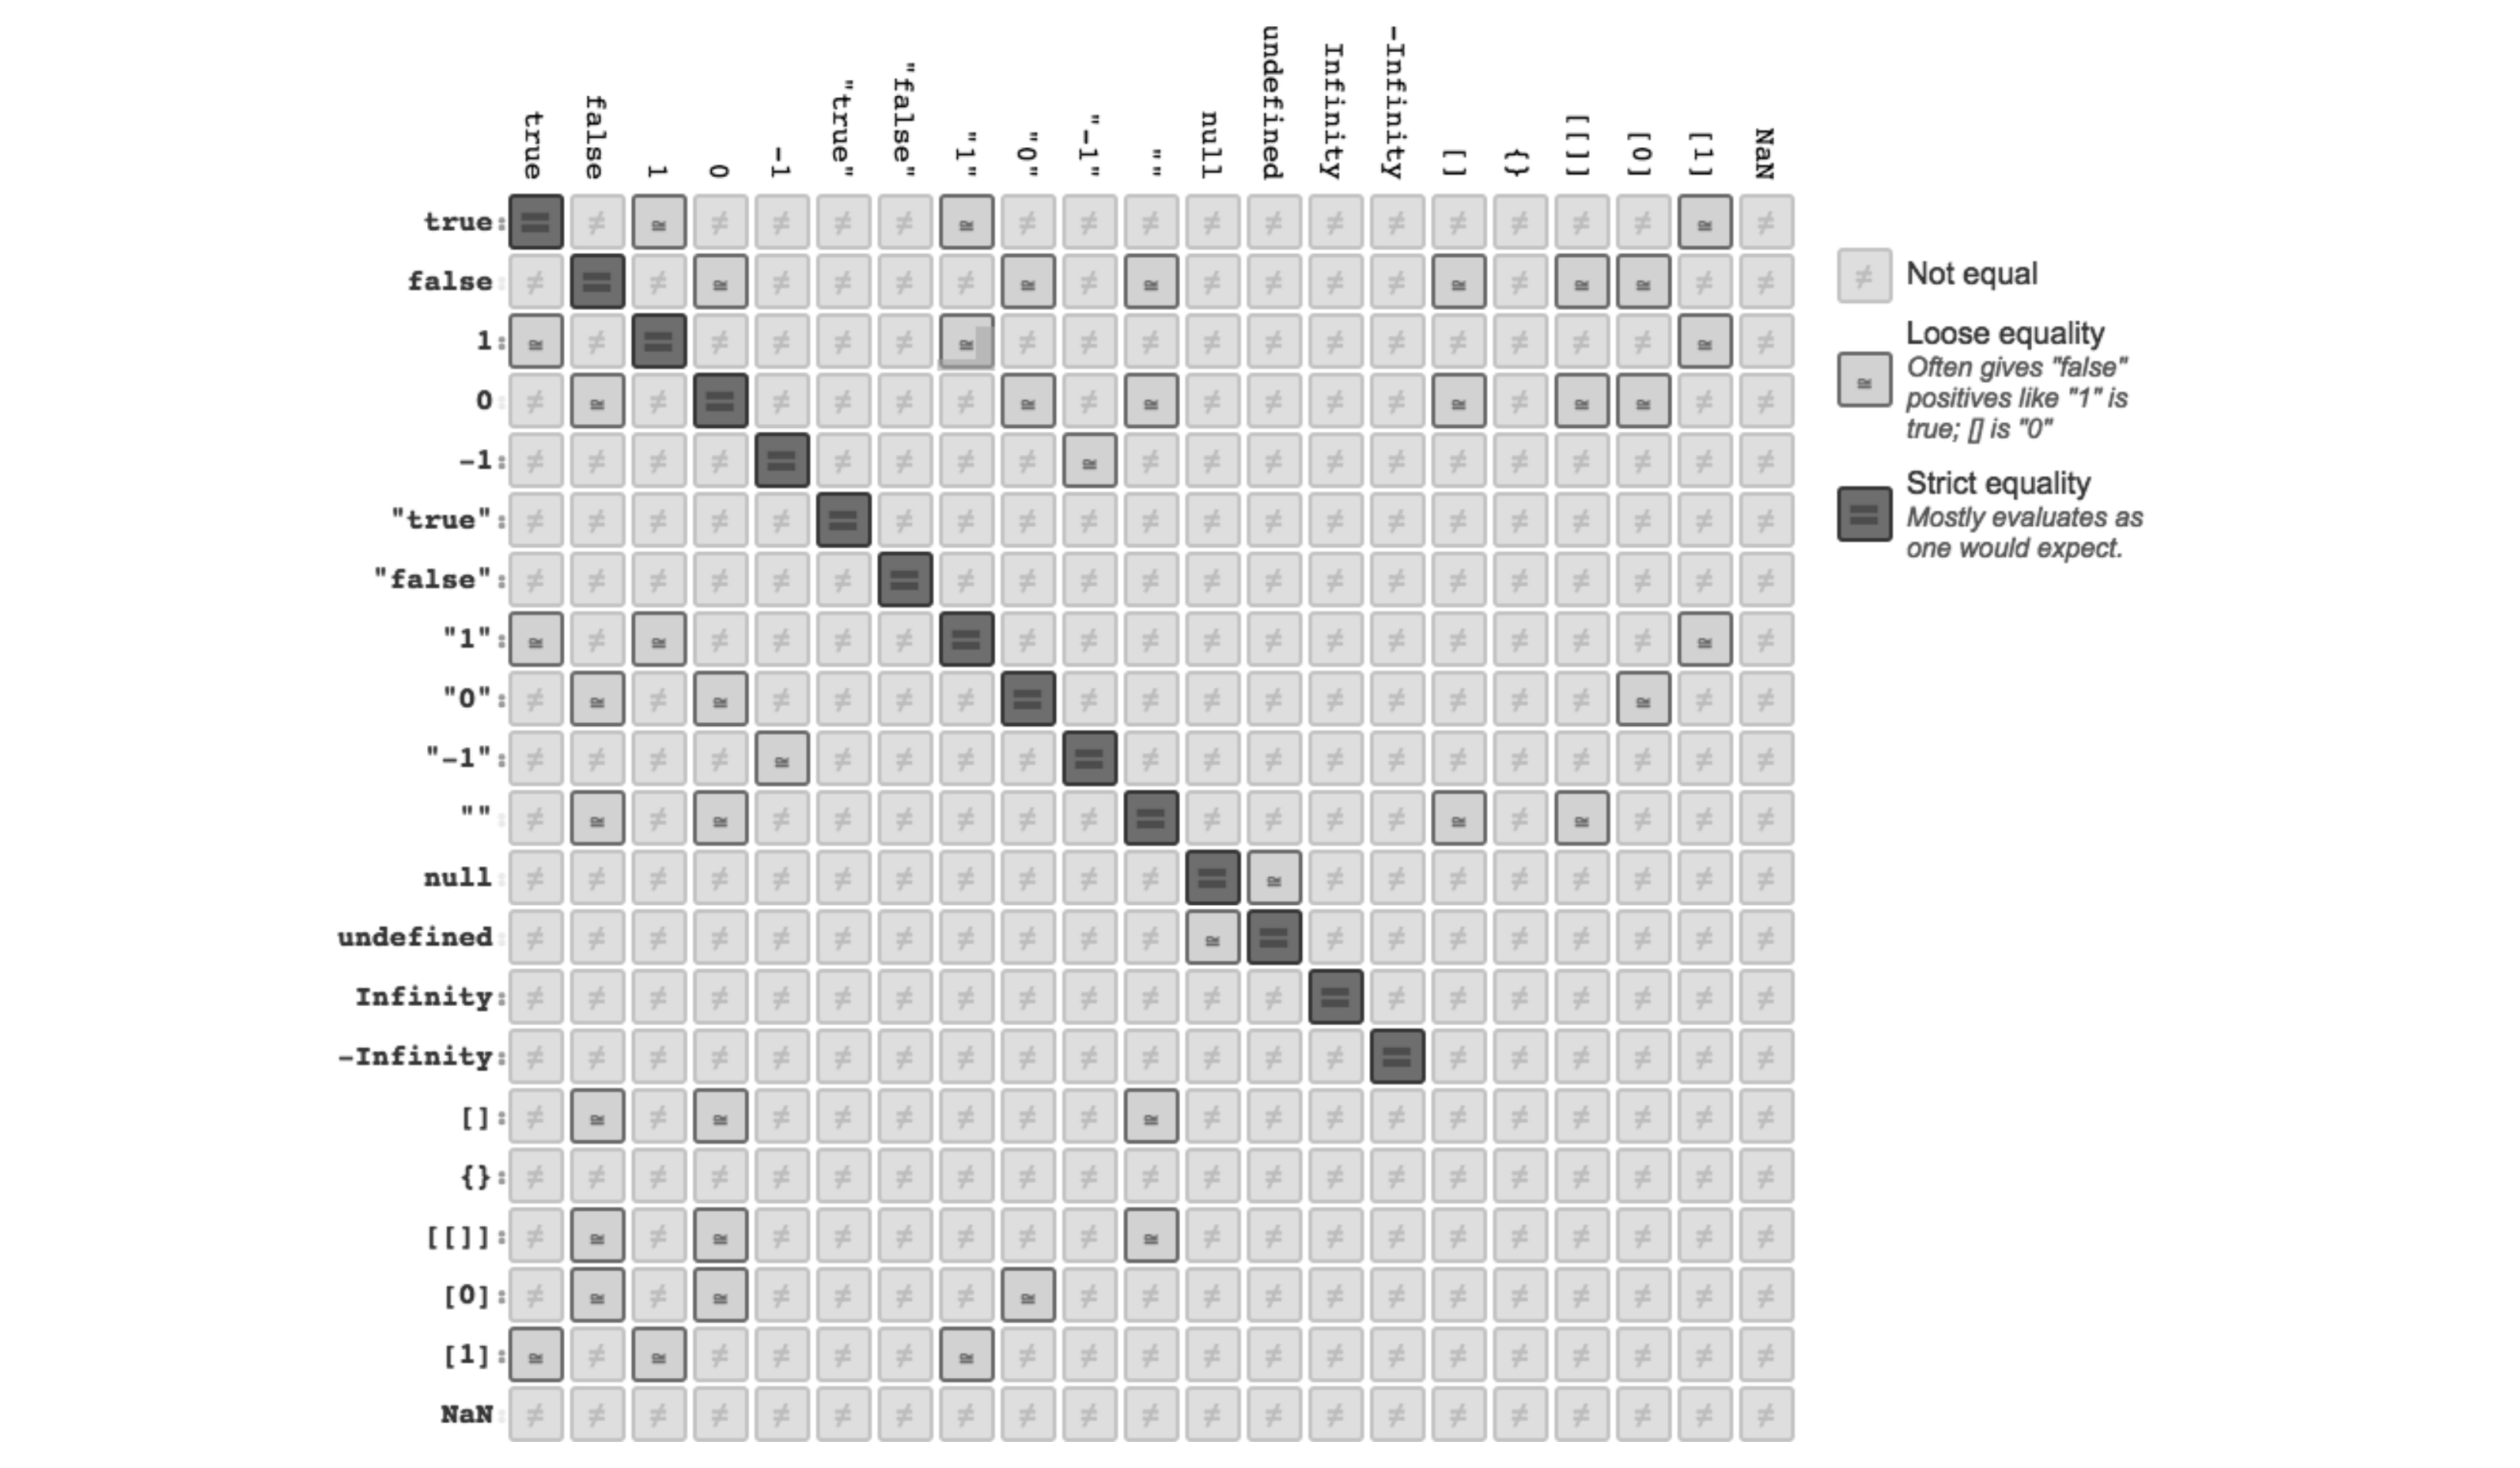 true false 1 0 -1 "true" "false" "1" "0" "-1" "" null undefined Infinity -Infinity [] {} [[]] [0] [1] NaN
true: = ≠ ≅ ≠ ≠ ≠ ≠ ≅ ≠ ≠ ≠ ≠ ≠ ≠ ≠ ≠ ≠ ≠ ≠ ≅ ≠
false: ≠ = ≠ ≅ ≠ ≠ ≠ ≠ ≅ ≠ ≅ ≠ ≠ ≠ ≠ ≅ ≠ ≅ ≅ ≠ ≠
1: ≅ ≠ = ≠ ≠ ≠ ≠ ≅ ≠ ≠ ≠ ≠ ≠ ≠ ≠ ≠ ≠ ≠ ≠ ≅ ≠
0: ≠ ≅ ≠ = ≠ ≠ ≠ ≠ ≅ ≠ ≅ ≠ ≠ ≠ ≠ ≅ ≠ ≅ ≅ ≠ ≠
-1: ≠ ≠ ≠ ≠ = ≠ ≠ ≠ ≠ ≅ ≠ ≠ ≠ ≠ ≠ ≠ ≠ ≠ ≠ ≠ ≠
"true": ≠ ≠ ≠ ≠ ≠ = ≠ ≠ ≠ ≠ ≠ ≠ ≠ ≠ ≠ ≠ ≠ ≠ ≠ ≠ ≠
"false": ≠ ≠ ≠ ≠ ≠ ≠ = ≠ ≠ ≠ ≠ ≠ ≠ ≠ ≠ ≠ ≠ ≠ ≠ ≠ ≠
"1": ≅ ≠ ≅ ≠ ≠ ≠ ≠ = ≠ ≠ ≠ ≠ ≠ ≠ ≠ ≠ ≠ ≠ ≠ ≅ ≠
"0": ≠ ≅ ≠ ≅ ≠ ≠ ≠ ≠ = ≠ ≠ ≠ ≠ ≠ ≠ ≠ ≠ ≠ ≅ ≠ ≠
"-1": ≠ ≠ ≠ ≠ ≅ ≠ ≠ ≠ ≠ = ≠ ≠ ≠ ≠ ≠ ≠ ≠ ≠ ≠ ≠ ≠
"": ≠ ≅ ≠ ≅ ≠ ≠ ≠ ≠ ≠ ≠ = ≠ ≠ ≠ ≠ ≅ ≠ ≅ ≠ ≠ ≠
null: ≠ ≠ ≠ ≠ ≠ ≠ ≠ ≠ ≠ ≠ ≠ = ≅ ≠ ≠ ≠ ≠ ≠ ≠ ≠ ≠
undefined: ≠ ≠ ≠ ≠ ≠ ≠ ≠ ≠ ≠ ≠ ≠ ≅ = ≠ ≠ ≠ ≠ ≠ ≠ ≠ ≠
Infinity: ≠ ≠ ≠ ≠ ≠ ≠ ≠ ≠ ≠ ≠ ≠ ≠ ≠ = ≠ ≠ ≠ ≠ ≠ ≠ ≠
-Infinity: ≠ ≠ ≠ ≠ ≠ ≠ ≠ ≠ ≠ ≠ ≠ ≠ ≠ ≠ = ≠ ≠ ≠ ≠ ≠ ≠
[]: ≠ ≅ ≠ ≅ ≠ ≠ ≠ ≠ ≠ ≠ ≅ ≠ ≠ ≠ ≠ ≠ ≠ ≠ ≠ ≠ ≠
{}: ≠ ≠ ≠ ≠ ≠ ≠ ≠ ≠ ≠ ≠ ≠ ≠ ≠ ≠ ≠ ≠ ≠ ≠ ≠ ≠ ≠
[[]]: ≠ ≅ ≠ ≅ ≠ ≠ ≠ ≠ ≠ ≠ ≅ ≠ ≠ ≠ ≠ ≠ ≠ ≠ ≠ ≠ ≠
[0]: ≠ ≅ ≠ ≅ ≠ ≠ ≠ ≠ ≅ ≠ ≠ ≠ ≠ ≠ ≠ ≠ ≠ ≠ ≠ ≠ ≠
[1]: ≅ ≠ ≅ ≠ ≠ ≠ ≠ ≅ ≠ ≠ ≠ ≠ ≠ ≠ ≠ ≠ ≠ ≠ ≠ ≠ ≠
NaN: ≠ ≠ ≠ ≠ ≠ ≠ ≠ ≠ ≠ ≠ ≠ ≠ ≠ ≠ ≠ ≠ ≠ ≠ ≠ ≠ ≠
≠ Not equal
Loose equality
≅ Often gives "false"
positives like "1" is
true; [] is "0"
Strict equality
= Mostly evaluates as
one would expect.